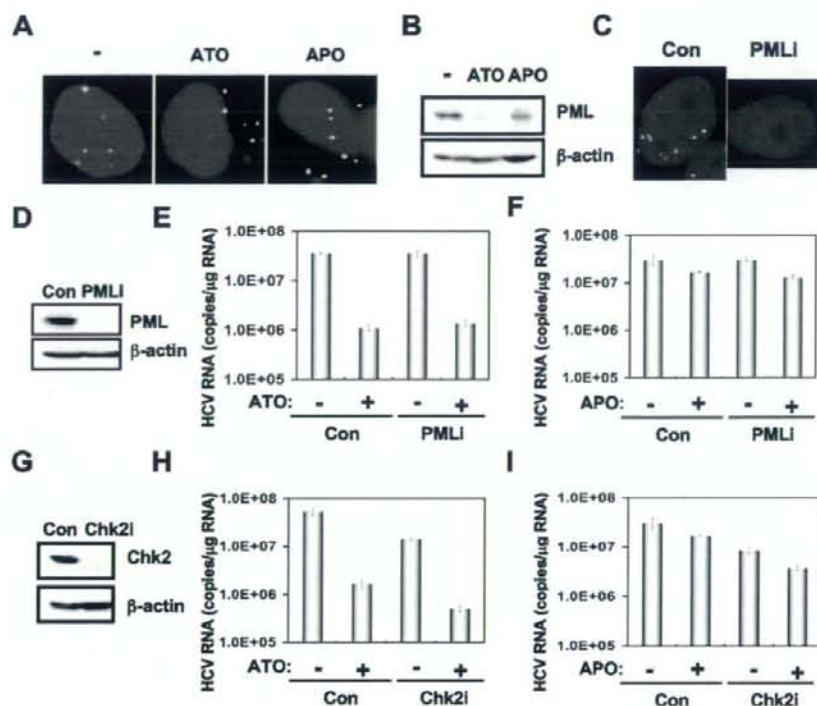 A
- ATO APO
B
- ATO APO
PML
β-actin
C
Con PMLi
D
Con PMLi
PML
β-actin
E
HCV RNA (copies/μg RNA)
1.0E+08
1.0E+07
1.0E+06
1.0E+05
ATO: - + - +
Con PMLi
F
HCV RNA (copies/μg RNA)
1.0E+08
1.0E+07
1.0E+06
1.0E+05
APO: - + - +
Con PMLi
G
Con Chk2i
Chk2
β-actin
H
HCV RNA (copies/μg RNA)
1.0E+08
1.0E+07
1.0E+06
1.0E+05
ATO: - + - +
Con Chk2i
I
HCV RNA (copies/μg RNA)
1.0E+08
1.0E+07
1.0E+06
1.0E+05
APO: - + - +
Con Chk2i